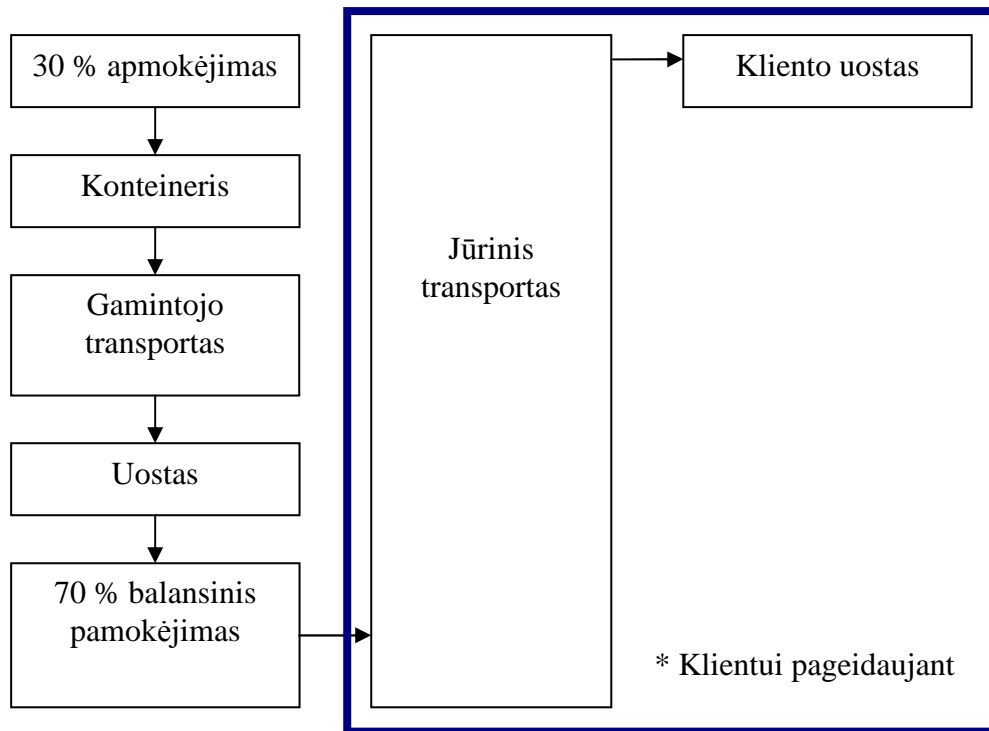 30 % apmokėjimas
Konteineris
Gamintojo
transportas
Uostas
70 % balansinis
pamokėjimas
Jūrinis
transportas
Kliento uostas
* Klientui pageidaujant